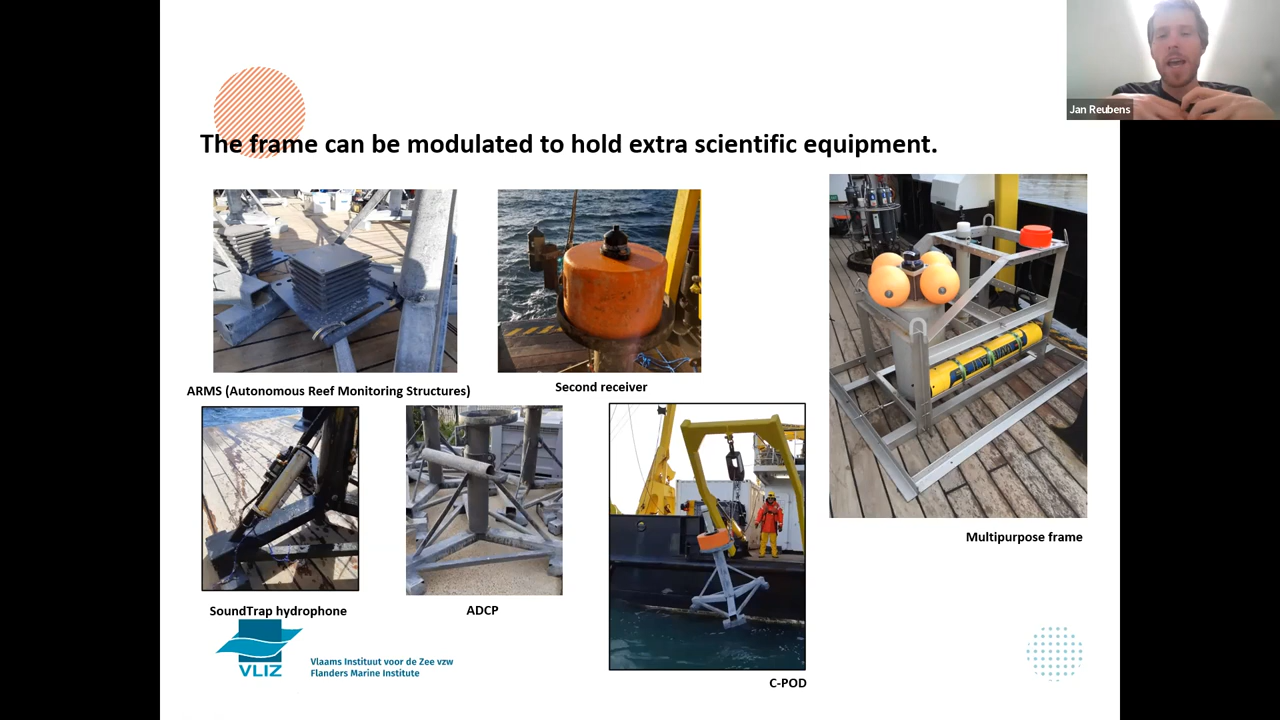 Jan Reubens
The frame can be modulated to hold extra scientific equipment.
ARMS (Autonomous Reef Monitoring Structures)
Second receiver
Multipurpose frame
SoundTrap hydrophone
ADCP
C-POD
VLIZ
Vlaams Instituut voor de Zee vzw
Flanders Marine Institute